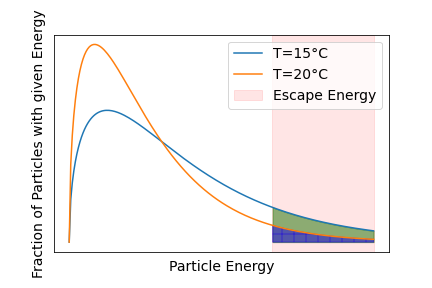 Fraction of Particles with given Energy
T=15°C
T=20°C
Escape Energy
Particle Energy